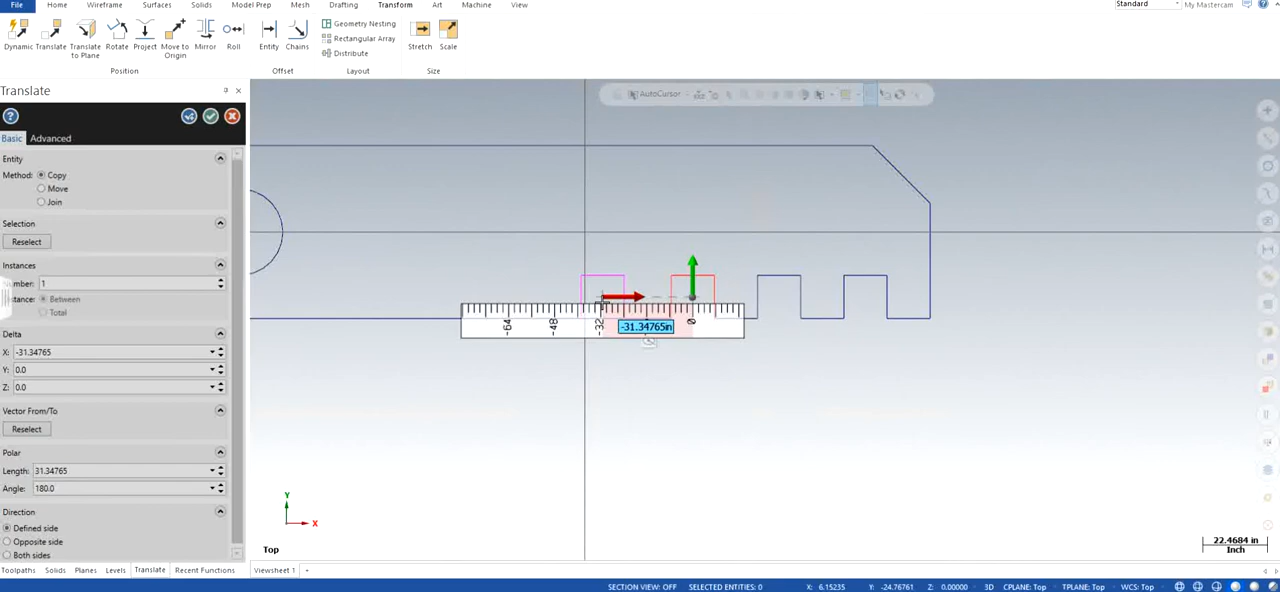 File Home Wireframe Surfaces Solids Model Prep Mesh Drafting Transform Art Machine View
Standard My Mastercam
Dynamic Translate Translate to Plane Rotate Project Move to Origin Mirror Roll
Entity Chains
Geometry Nesting
Rectangular Array
Distribute
Stretch Scale
Position Offset Layout Size
Translate
Basic Advanced
Entity
Method: Copy
Move
Join
Selection
Reselect
Instances
umber: 1
istance: Between
Total
Delta
X: -31.34765
Y: 0.0
Z: 0.0
Vector From/To
Reselect
Polar
Length: 31.34765
Angle: 180.0
Direction
Defined side
Opposite side
Both sides
AutoCursor
-64 -48 -32 0
-31.34765in
Y
X
Top
22.4684 in
Inch
Toolpaths Solids Planes Levels Translate Recent Functions Viewsheet 1 +
SECTION VIEW: OFF SELECTED ENTITIES: 0 X: 6.15235 Y: -24.76761 Z: 0.00000 3D CPLANE: Top TPLANE: Top WCS: Top